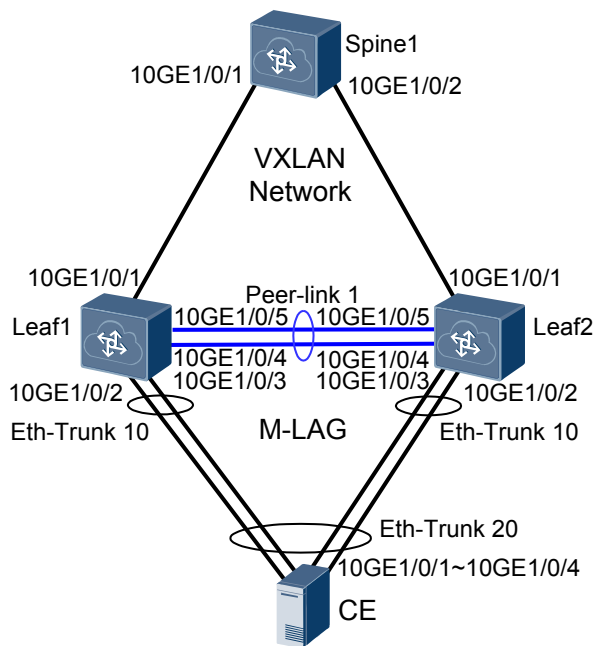 Spine1
10GE1/0/1
10GE1/0/2
VXLAN
Network
10GE1/0/1
10GE1/0/1
Peer-link 1
Leaf1
10GE1/0/5
10GE1/0/5
Leaf2
10GE1/0/4
10GE1/0/4
10GE1/0/2
10GE1/0/3
10GE1/0/3
10GE1/0/2
Eth-Trunk 10
M-LAG
Eth-Trunk 10
Eth-Trunk 20
10GE1/0/1~10GE1/0/4
CE